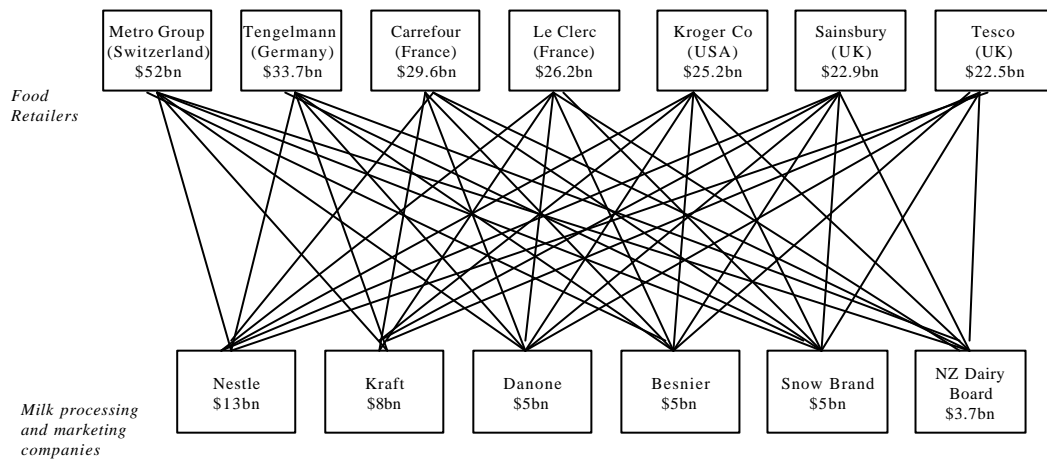 Metro Group
(Switzerland)
$52bn
Tengelmann
(Germany)
$33.7bn
Carrefour
(France)
$29.6bn
Le Clerc
(France)
$26.2bn
Kroger Co
(USA)
$25.2bn
Sainsbury
(UK)
$22.9bn
Tesco
(UK)
$22.5bn
Food
Retailers
Nestle
$13bn
Kraft
$8bn
Danone
$5bn
Besnier
$5bn
Snow Brand
$5bn
NZ Dairy
Board
$3.7bn
Milk processing
and marketing
companies